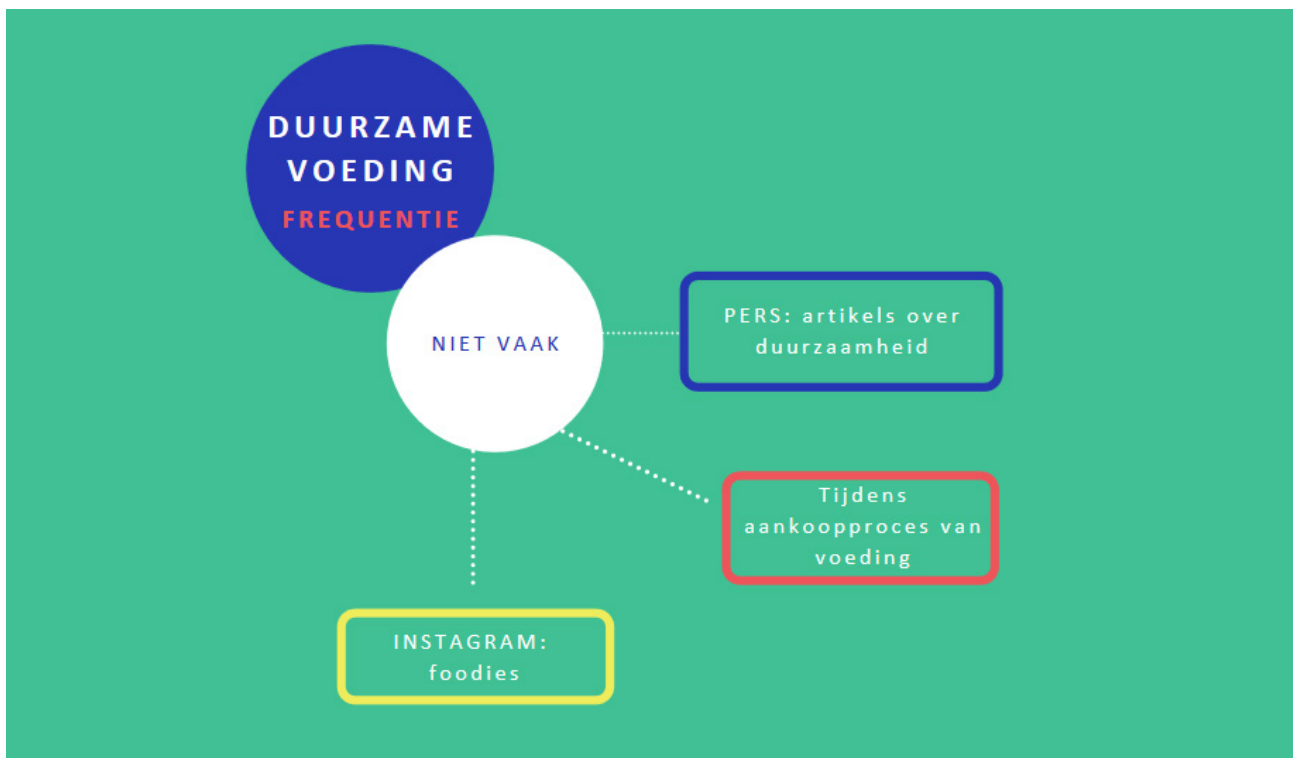 DUURZAME
VOEDING
FREQUENTIE
NIET VAAK
PERS: artikels over
duurzaamheid
Tijdens
aankoopproces van
voeding
INSTAGRAM:
foodies